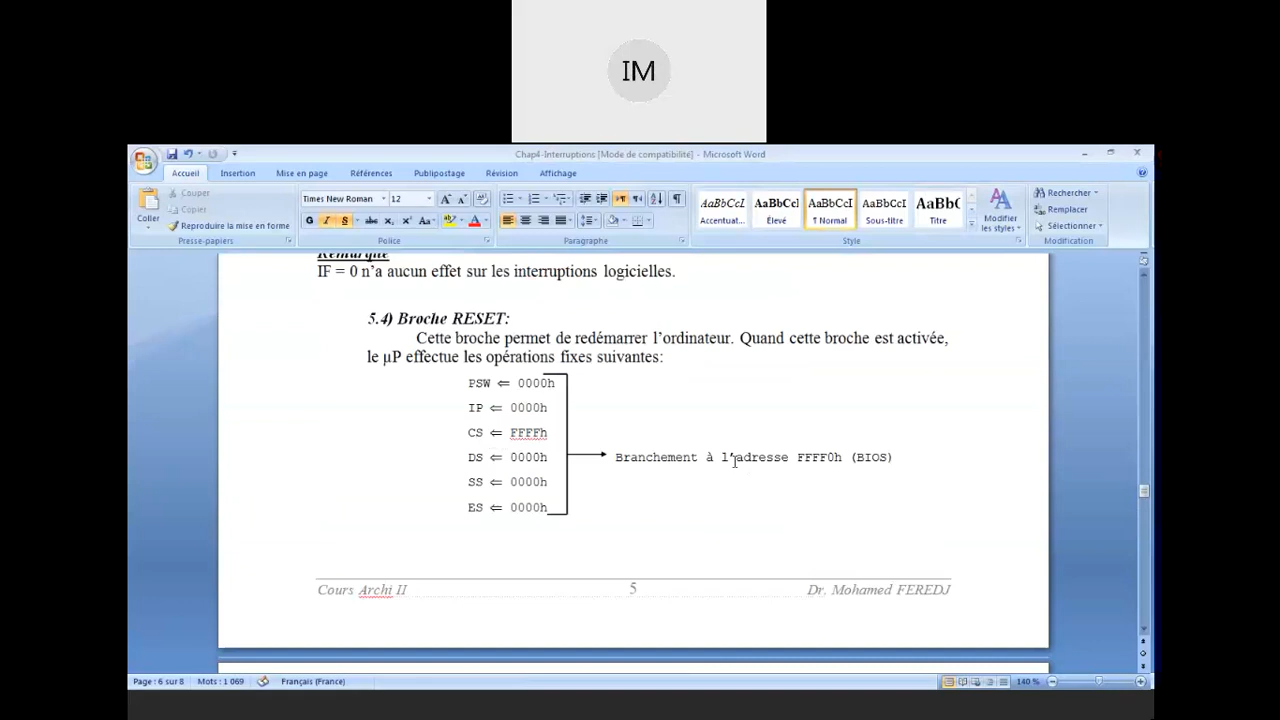 IM
Chap4-Interruptions [Mode de compatibilité] - Microsoft Word
Accueil Insertion Mise en page Références Publipostage Révision Affichage
Couper
Copier
Reproduire la mise en forme
Coller
Presse-papiers
Times New Roman 12
G I S abc x₂ x² Aa
Police
Paragraphe
AaBbCcI AaBbCcI AaBbCcI AaBbCcI AaBbC
Accentuat... Élevé ¶ Normal Sous-titre Titre
Modifier les styles
Style
Rechercher
Remplacer
Sélectionner
Modification
Remarque
IF = 0 n’a aucun effet sur les interruptions logicielles.
5.4) Broche RESET:
Cette broche permet de redémarrer l’ordinateur. Quand cette broche est activée,
le µP effectue les opérations fixes suivantes:
PSW ⇐ 0000h
IP ⇐ 0000h
CS ⇐ FFFFh
DS ⇐ 0000h
Branchement à l’adresse FFFF0h (BIOS)
SS ⇐ 0000h
ES ⇐ 0000h
Cours Archi II 5 Dr. Mohamed FEREDJ
Page : 6 sur 8 Mots : 1 069 Français (France) 140 %